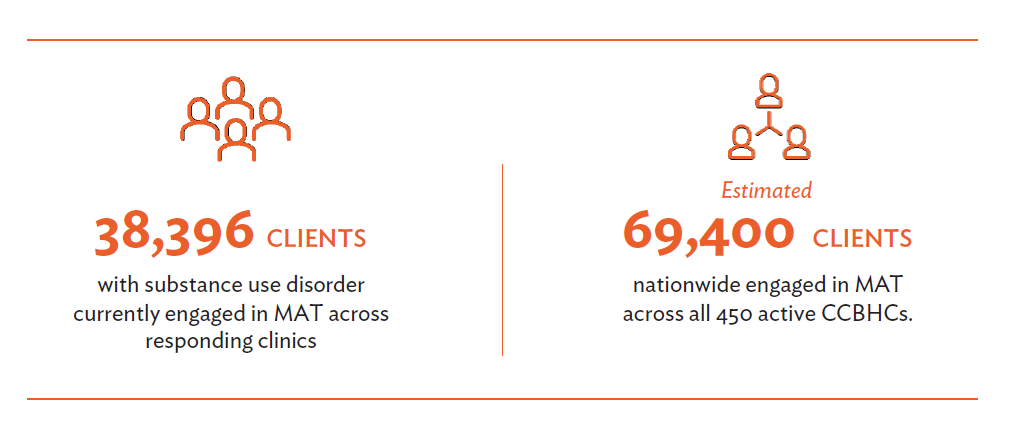 38,396 CLIENTS
with substance use disorder
currently engaged in MAT across
responding clinics
Estimated
69,400 CLIENTS
nationwide engaged in MAT
across all 450 active CCBHCs.